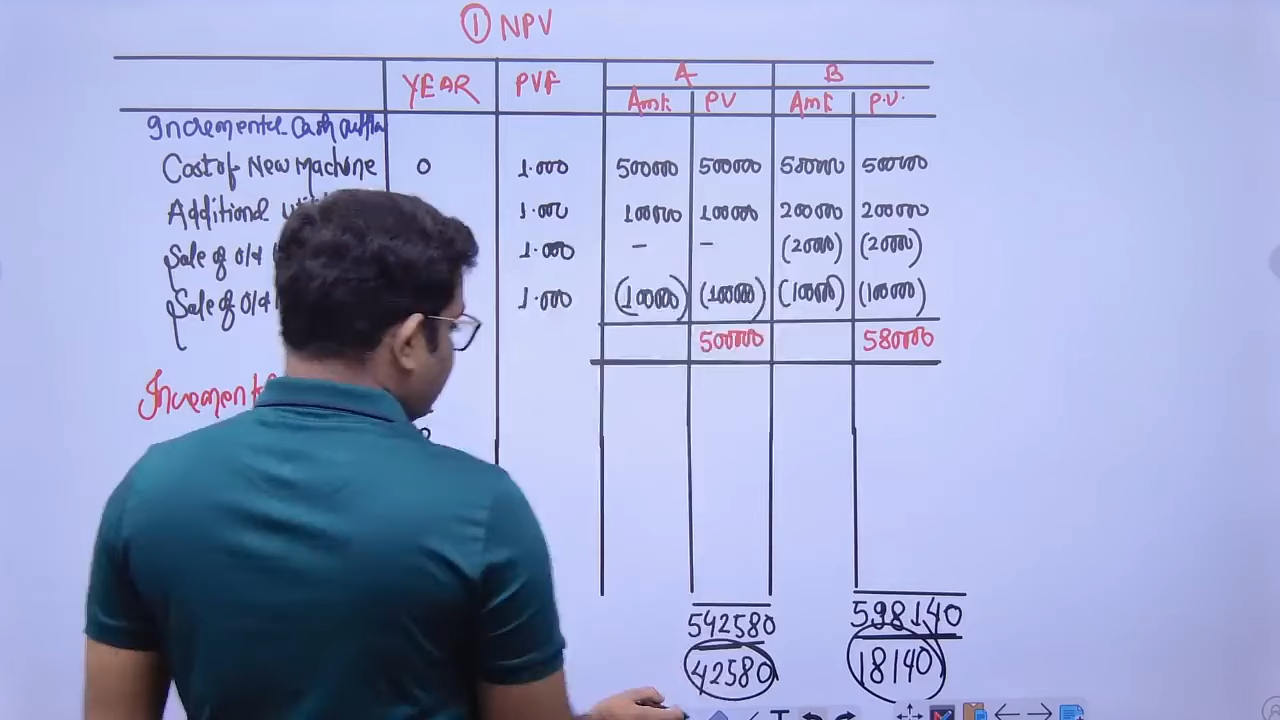 ① NPV
YEAR PVF A B
Amt PV Amt P.V.
Incremental Cash outflow
Cost of New Machine 0 1.000 500000 500000 500000 500000
Additional 1.000 100000 100000 200000 200000
Sale of old 1.000 - - (20000) (20000)
Sale of old 1.000 (100000) (100000) (100000) (100000)
500000 580000
542580 598140
42580 18140